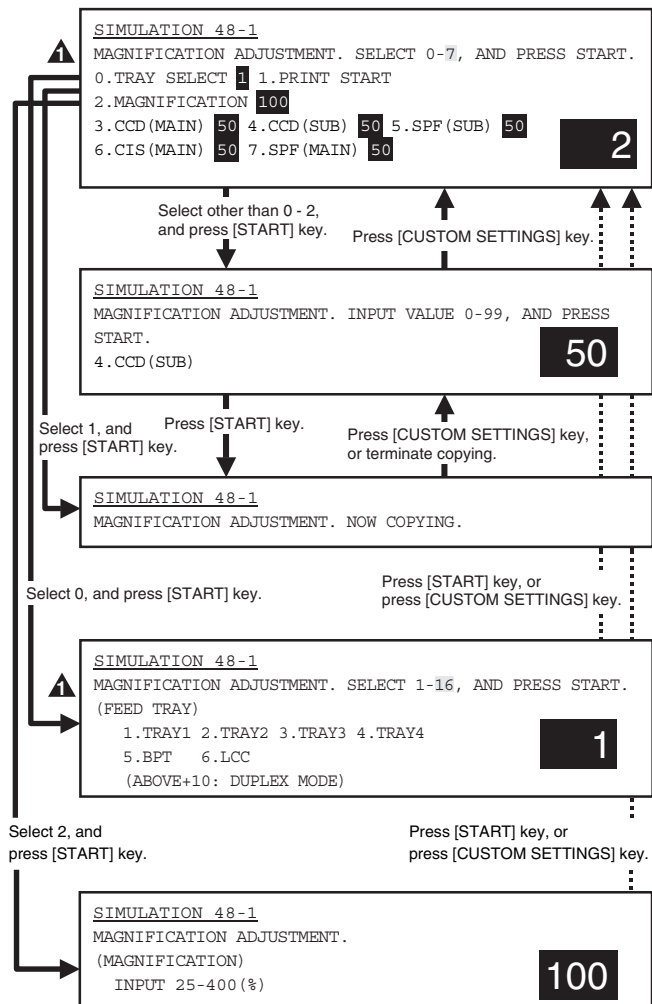 SIMULATION 48-1
1
MAGNIFICATION ADJUSTMENT. SELECT 0-7, AND PRESS START.
0.TRAY SELECT 1 1.PRINT START
2.MAGNIFICATION 100
3.CCD(MAIN) 50 4.CCD(SUB) 50 5.SPF(SUB) 50
6.CIS(MAIN) 50 7.SPF(MAIN) 50
2
Select other than 0 - 2,
and press [START] key.
Press [CUSTOM SETTINGS] key.
SIMULATION 48-1
MAGNIFICATION ADJUSTMENT. INPUT VALUE 0-99, AND PRESS
START.
4.CCD(SUB)
50
Select 1, and
press [START] key.
Press [START] key.
Press [CUSTOM SETTINGS] key,
or terminate copying.
SIMULATION 48-1
MAGNIFICATION ADJUSTMENT. NOW COPYING.
Select 0, and press [START] key.
Press [START] key, or
press [CUSTOM SETTINGS] key.
SIMULATION 48-1
1
MAGNIFICATION ADJUSTMENT. SELECT 1-16, AND PRESS START.
(FEED TRAY)
1.TRAY1 2.TRAY2 3.TRAY3 4.TRAY4
5.BPT 6.LCC
(ABOVE+10: DUPLEX MODE)
1
Select 2, and
press [START] key.
Press [START] key, or
press [CUSTOM SETTINGS] key.
SIMULATION 48-1
MAGNIFICATION ADJUSTMENT.
(MAGNIFICATION)
INPUT 25-400(%)
100